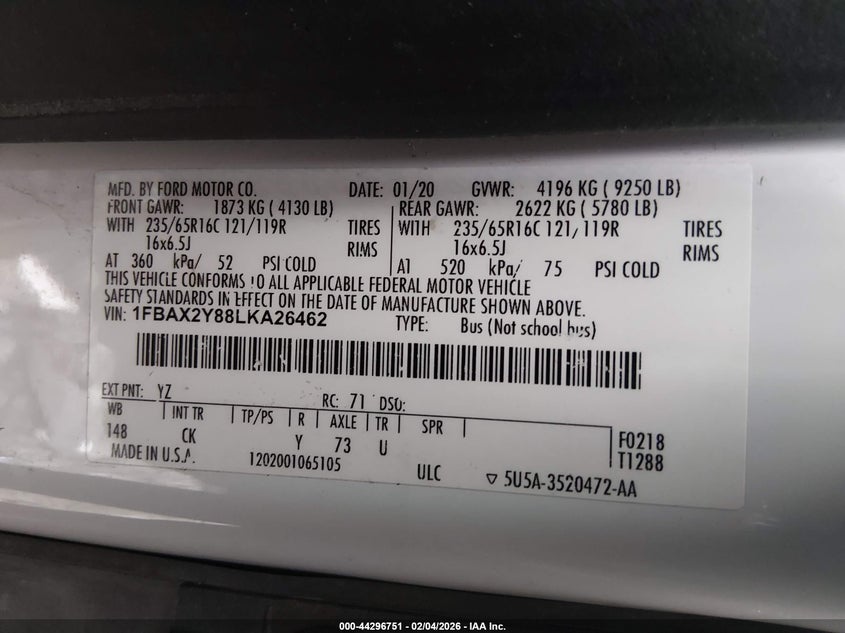 MFD. BY FORD MOTOR CO. DATE: 01/20 GVWR: 4196 KG ( 9250 LB)
FRONT GAWR: 1873 KG ( 4130 LB) REAR GAWR: 2622 KG ( 5780 LB)
WITH 235/65R16C 121/119R TIRES WITH 235/65R16C 121/119R TIRES
16x6.5J RIMS 16x6.5J RIMS
AT 360 kPa/ 52 PSI COLD AT 520 kPa/ 75 PSI COLD
THIS VEHICLE CONFORMS TO ALL APPLICABLE FEDERAL MOTOR VEHICLE
SAFETY STANDARDS IN EFFECT ON THE DATE OF MANUFACTURE SHOWN ABOVE.
VIN: 1FBAX2Y88LKA26462 TYPE: Bus (Not school bus)
EXT PNT: YZ RC: 71 DSO:
WB INT TR TP/PS R AXLE TR SPR
148 CK Y 73 U F0218
MADE IN U.S.A. 1202001065105 T1288
ULC ▽ 5U5A-3520472-AA
000-44296751 - 02/04/2026 - IAA Inc.